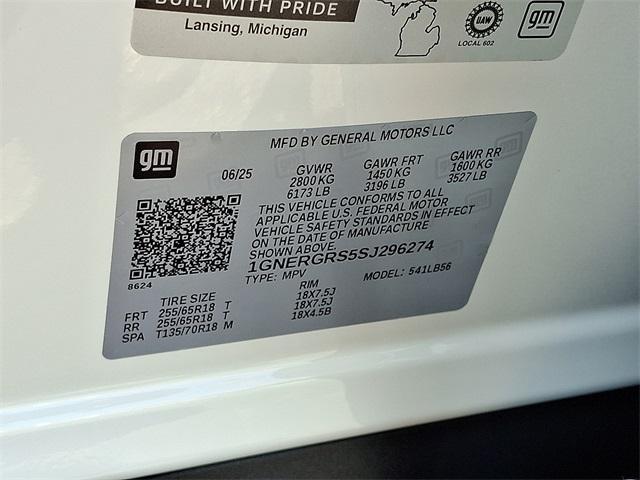 BUILT WITH PRIDE
Lansing, Michigan
UAW
LOCAL 602
gm
gm
MFD BY GENERAL MOTORS LLC
06/25
GVWR GAWR FRT GAWR RR
2800 KG 1450 KG 1600 KG
6173 LB 3196 LB 3527 LB
THIS VEHICLE CONFORMS TO ALL
APPLICABLE U.S. FEDERAL MOTOR
VEHICLE SAFETY STANDARDS IN EFFECT
ON THE DATE OF MANUFACTURE
SHOWN ABOVE.
1GNERGRS5SJ296274
TYPE: MPV MODEL: 541LB56
8624
TIRE SIZE RIM
FRT 255/65R18 T 18X7.5J
RR 255/65R18 T 18X7.5J
SPA T135/70R18 M 18X4.5B